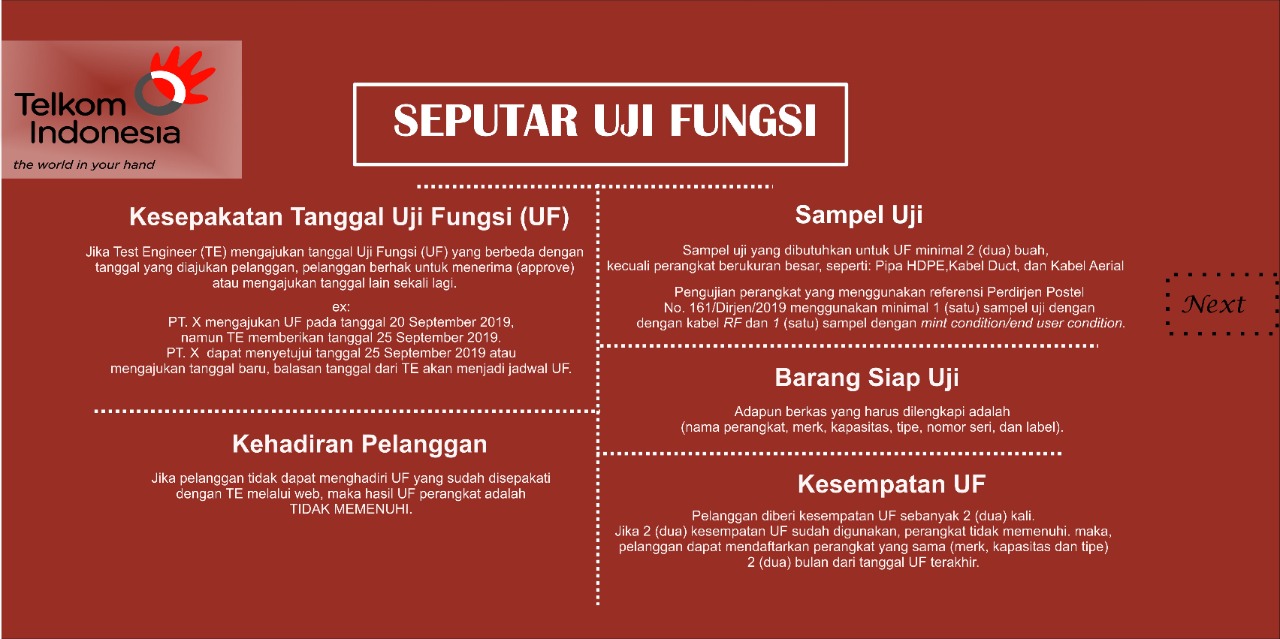 Telkom
Indonesia
the world in your hand
SEPUTAR UJI FUNGSI
Kesepakatan Tanggal Uji Fungsi (UF)
Jika Test Engineer (TE) mengajukan tanggal Uji Fungsi (UF) yang berbeda dengan
tanggal yang diajukan pelanggan, pelanggan berhak untuk menerima (approve)
atau mengajukan tanggal lain sekali lagi.
ex:
PT. X mengajukan UF pada tanggal 20 September 2019,
namun TE memberikan tanggal 25 September 2019.
PT. X dapat menyetujui tanggal 25 September 2019 atau
mengajukan tanggal baru, balasan tanggal dari TE akan menjadi jadwal UF.
Kehadiran Pelanggan
Jika pelanggan tidak dapat menghadiri UF yang sudah disepakati
dengan TE melalui web, maka hasil UF perangkat adalah
TIDAK MEMENUHI.
Sampel Uji
Sampel uji yang dibutuhkan untuk UF minimal 2 (dua) buah,
kecuali perangkat berukuran besar, seperti: Pipa HDPE,Kabel Duct, dan Kabel Aerial
Pengujian perangkat yang menggunakan referensi Perdirjen Postel
No. 161/Dirjen/2019 menggunakan minimal 1 (satu) sampel uji dengan
dengan kabel RF dan 1 (satu) sampel dengan mint condition/end user condition.
Barang Siap Uji
Adapun berkas yang harus dilengkapi adalah
(nama perangkat, merk, kapasitas, tipe, nomor seri, dan label).
Kesempatan UF
Pelanggan diberi kesempatan UF sebanyak 2 (dua) kali.
Jika 2 (dua) kesempatan UF sudah digunakan, perangkat tidak memenuhi. maka,
pelanggan dapat mendaftarkan perangkat yang sama (merk, kapasitas dan tipe)
2 (dua) bulan dari tanggal UF terakhir.
Next